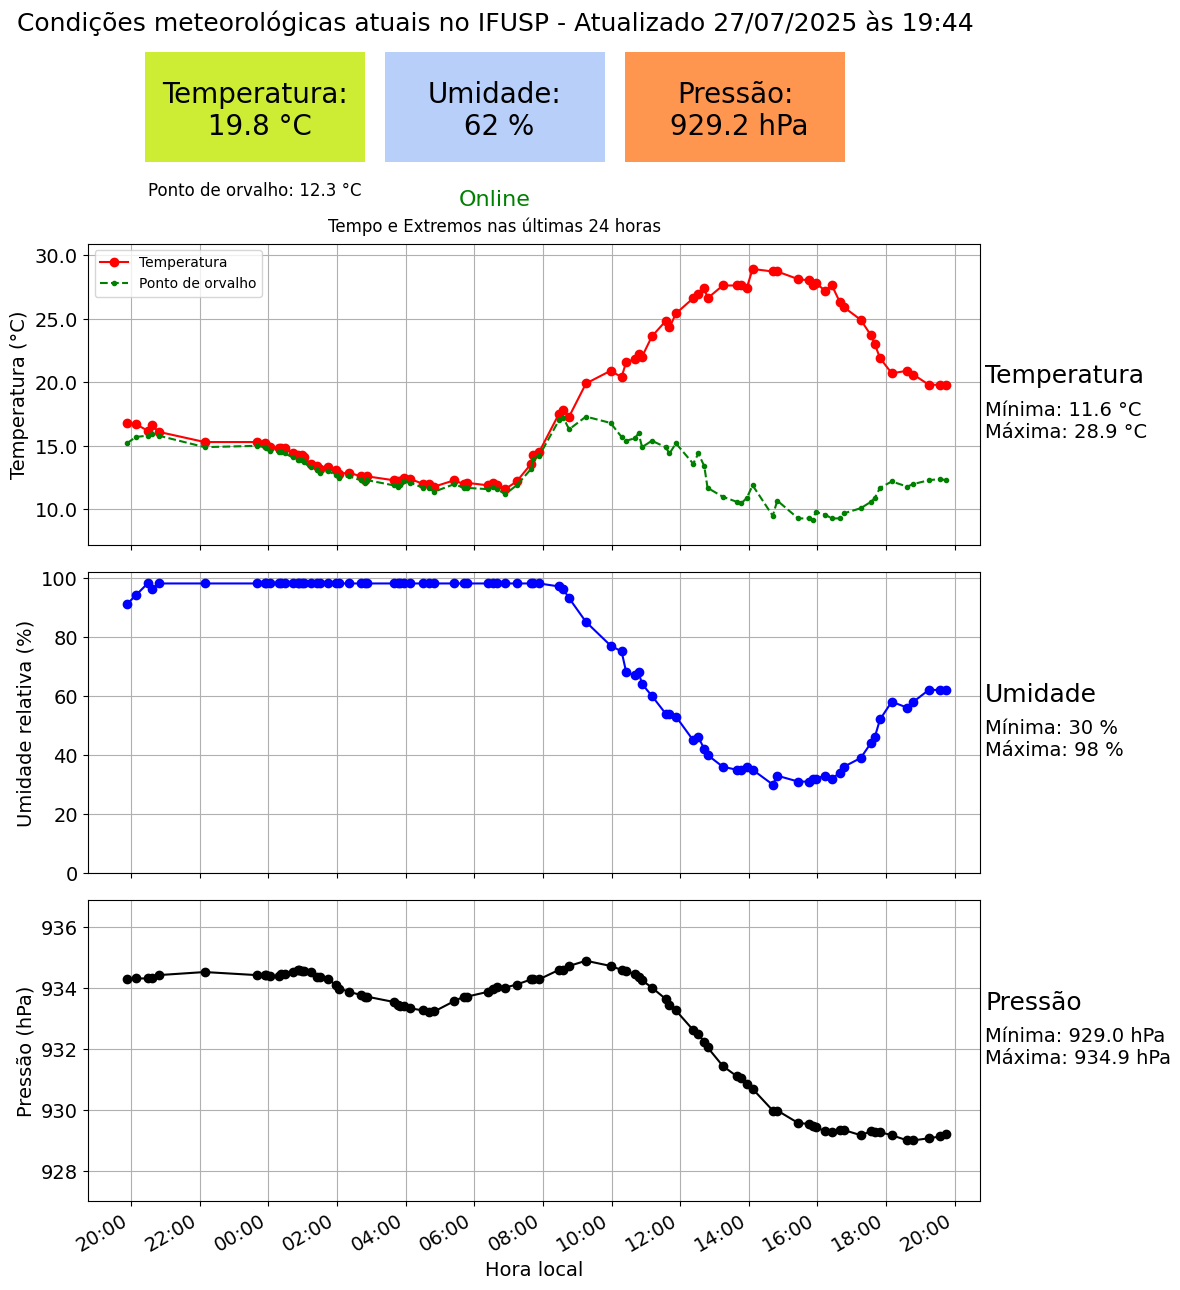 Condições meteorológicas atuais no IFUSP - Atualizado 27/07/2025 às 19:44
Temperatura:
19.8 °C
Umidade:
62 %
Pressão:
929.2 hPa
Ponto de orvalho: 12.3 °C
Online
Tempo e Extremos nas últimas 24 horas
Temperatura
Ponto de orvalho
Temperatura (°C)
30.0
25.0
20.0
15.0
10.0
Temperatura
Mínima: 11.6 °C
Máxima: 28.9 °C
Umidade relativa (%)
100
80
60
40
20
0
Umidade
Mínima: 30 %
Máxima: 98 %
Pressão (hPa)
936
934
932
930
928
Pressão
Mínima: 929.0 hPa
Máxima: 934.9 hPa
20:00
22:00
00:00
02:00
04:00
06:00
08:00
10:00
12:00
14:00
16:00
18:00
20:00
Hora local